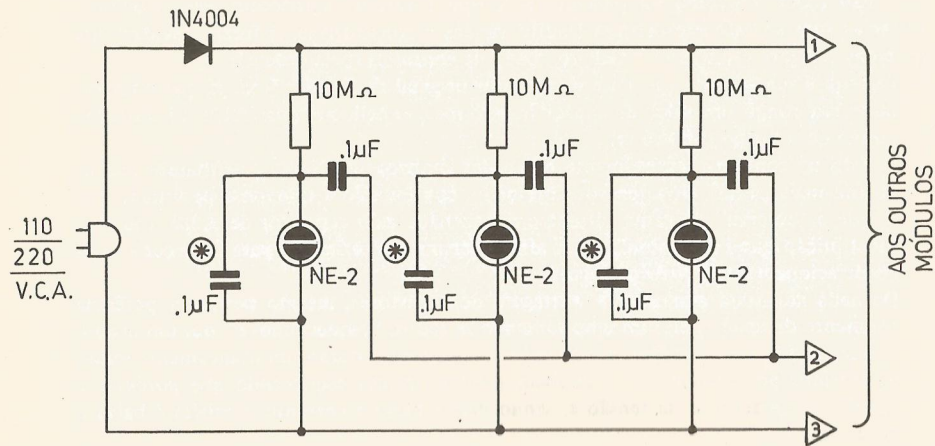 1N4004
1
10MΩ
10MΩ
10MΩ
.1µF
.1µF
.1µF
110
220
V.C.A.
NE-2
NE-2
NE-2
.1µF
.1µF
.1µF
2
3
AOS OUTROS
MÓDULOS